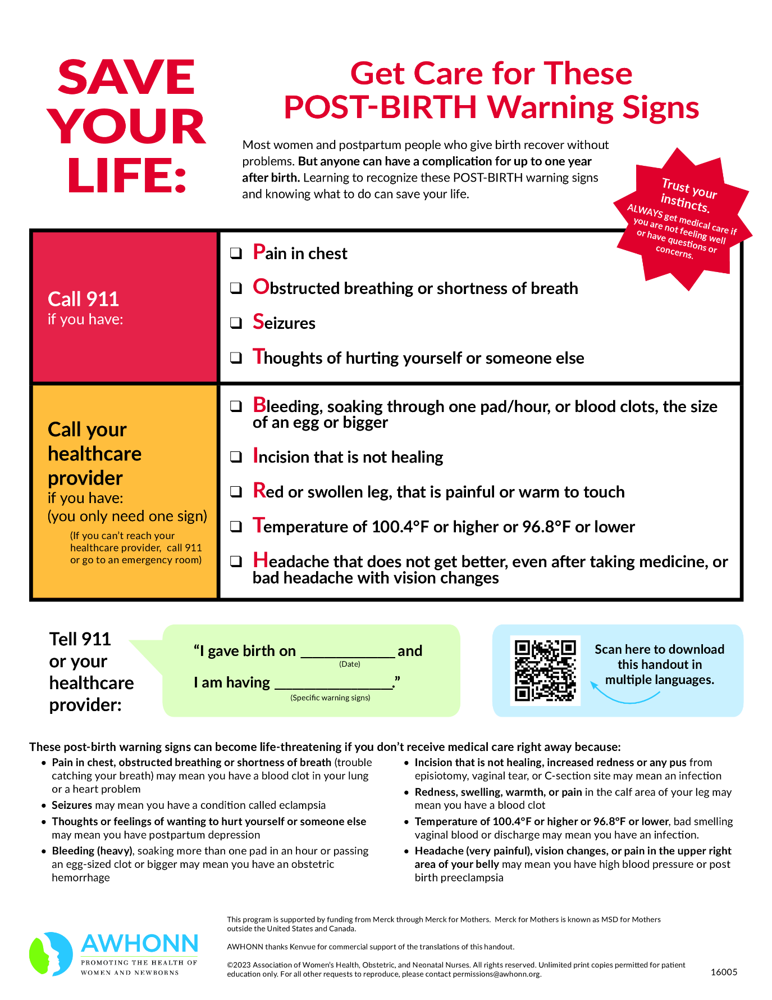 SAVE
YOUR
LIFE:
Get Care for These
POST-BIRTH Warning Signs
Most women and postpartum people who give birth recover without
problems. But anyone can have a complication for up to one year
after birth. Learning to recognize these POST-BIRTH warning signs
and knowing what to do can save your life.
Trust your
instincts.
ALWAYS get medical care if
you are not feeling well
or have questions or
concerns.
Call 911
if you have:
❑ Pain in chest
❑ Obstructed breathing or shortness of breath
❑ Seizures
❑ Thoughts of hurting yourself or someone else
Call your
healthcare
provider
if you have:
(you only need one sign)
(If you can’t reach your
healthcare provider,  call 911
or go to an emergency room)
❑ Bleeding, soaking through one pad/hour, or blood clots, the size
of an egg or bigger
❑ Incision that is not healing
❑ Red or swollen leg, that is painful or warm to touch
❑ Temperature of 100.4°F or higher or 96.8°F or lower
❑ Headache that does not get better, even after taking medicine, or
bad headache with vision changes
Tell 911
or your
healthcare
provider:
“I gave birth on ____________ and
(Date)
I am having _______________.”
(Specific warning signs)
Scan here to download
this handout in
multiple languages.
These post-birth warning signs can become life-threatening if you don’t receive medical care right away because:
• Pain in chest, obstructed breathing or shortness of breath (trouble
catching your breath) may mean you have a blood clot in your lung
or a heart problem
• Seizures may mean you have a condition called eclampsia
• Thoughts or feelings of wanting to hurt yourself or someone else
may mean you have postpartum depression
• Bleeding (heavy), soaking more than one pad in an hour or passing
an egg-sized clot or bigger may mean you have an obstetric
hemorrhage
• Incision that is not healing, increased redness or any pus from
episiotomy, vaginal tear, or C-section site may mean an infection
• Redness, swelling, warmth, or pain in the calf area of your leg may
mean you have a blood clot
• Temperature of 100.4°F or higher or 96.8°F or lower, bad smelling
vaginal blood or discharge may mean you have an infection.
• Headache (very painful), vision changes, or pain in the upper right
area of your belly may mean you have high blood pressure or post
birth preeclampsia
AWHONN
PROMOTING THE HEALTH OF
WOMEN AND NEWBORNS
This program is supported by funding from Merck through Merck for Mothers.  Merck for Mothers is known as MSD for Mothers
outside the United States and Canada.
AWHONN thanks Kenvue for commercial support of the translations of this handout.
©2023 Association of Women’s Health, Obstetric, and Neonatal Nurses. All rights reserved. Unlimited print copies permitted for patient
education only. For all other requests to reproduce, please contact permissions@awhonn.org.
16005